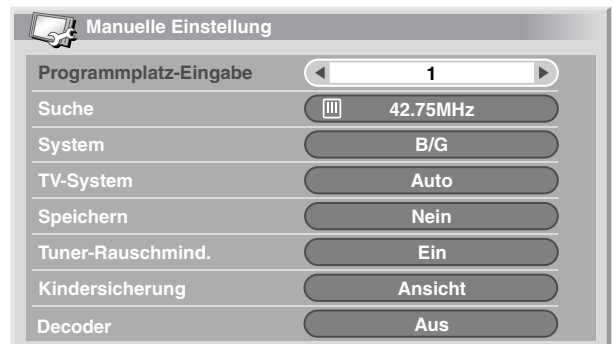 Manuelle Einstellung
Programmplatz-Eingabe 1
Suche 42.75MHz
System B/G
TV-System Auto
Speichern Nein
Tuner-Rauschmind. Ein
Kindersicherung Ansicht
Decoder Aus